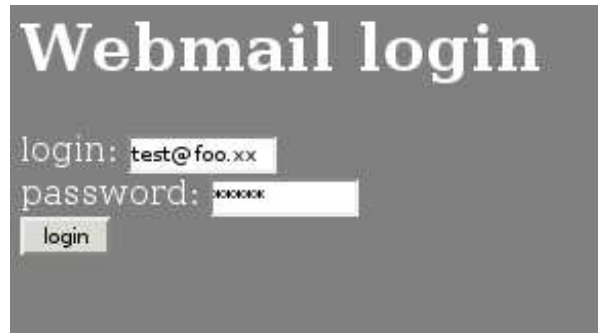 Webmail login
login: test@foo.xx
password: *****
login